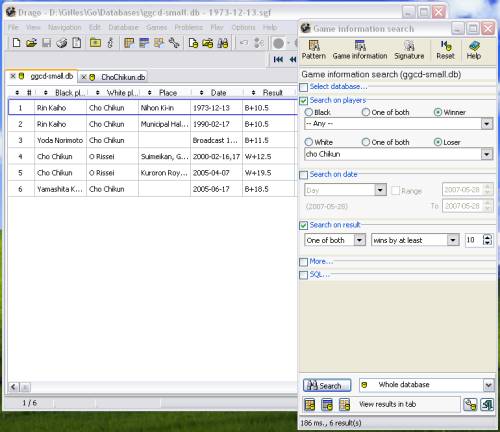 Drago - D:\Gilles\Go\Databases\ggcd-small.db - 1973-12-13.sgf
File View Navigation Edit Database Games Problems Play Options Help
ggcd-small.db ChoChikun.db
# Black pl... White pl... Place Date Result
1 Rin Kaiho Cho Chikun Nihon Ki-in 1973-12-13 B+10.5
2 Rin Kaiho Cho Chikun Municipal Hal... 1990-02-17 B+10.5
3 Yoda Norimoto Cho Chikun Broadcast 1... B+11.5
4 Cho Chikun O Rissei Suimeikan, G... 2000-02-16,17 W+12.5
5 Cho Chikun O Rissei Kuroron Roy... 2005-04-07 W+19.5
6 Yamashita K... Cho Chikun 2005-06-17 B+18.5
1 / 6
Game information search
Pattern Game information Signature Reset Help
Game information search (ggcd-small.db)
Select database...
Search on players
Black One of both Winner
-- Any --
White One of both Loser
cho Chikun
Search on date
Day Range 2007-05-28
(2007-05-28) To 2007-05-28
Search on result
One of both wins by at least 10
More...
SQL...
Search Whole database
View results in tab
186 ms., 6 result(s)